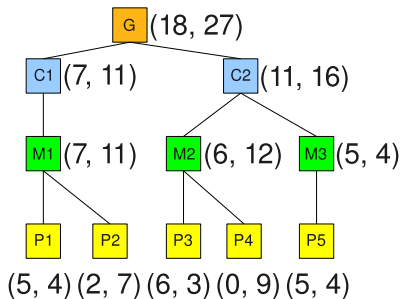 G (18, 27)
C1 (7, 11) C2 (11, 16)
M1 (7, 11) M2 (6, 12) M3 (5, 4)
P1 P2 P3 P4 P5
(5, 4) (2, 7) (6, 3) (0, 9) (5, 4)